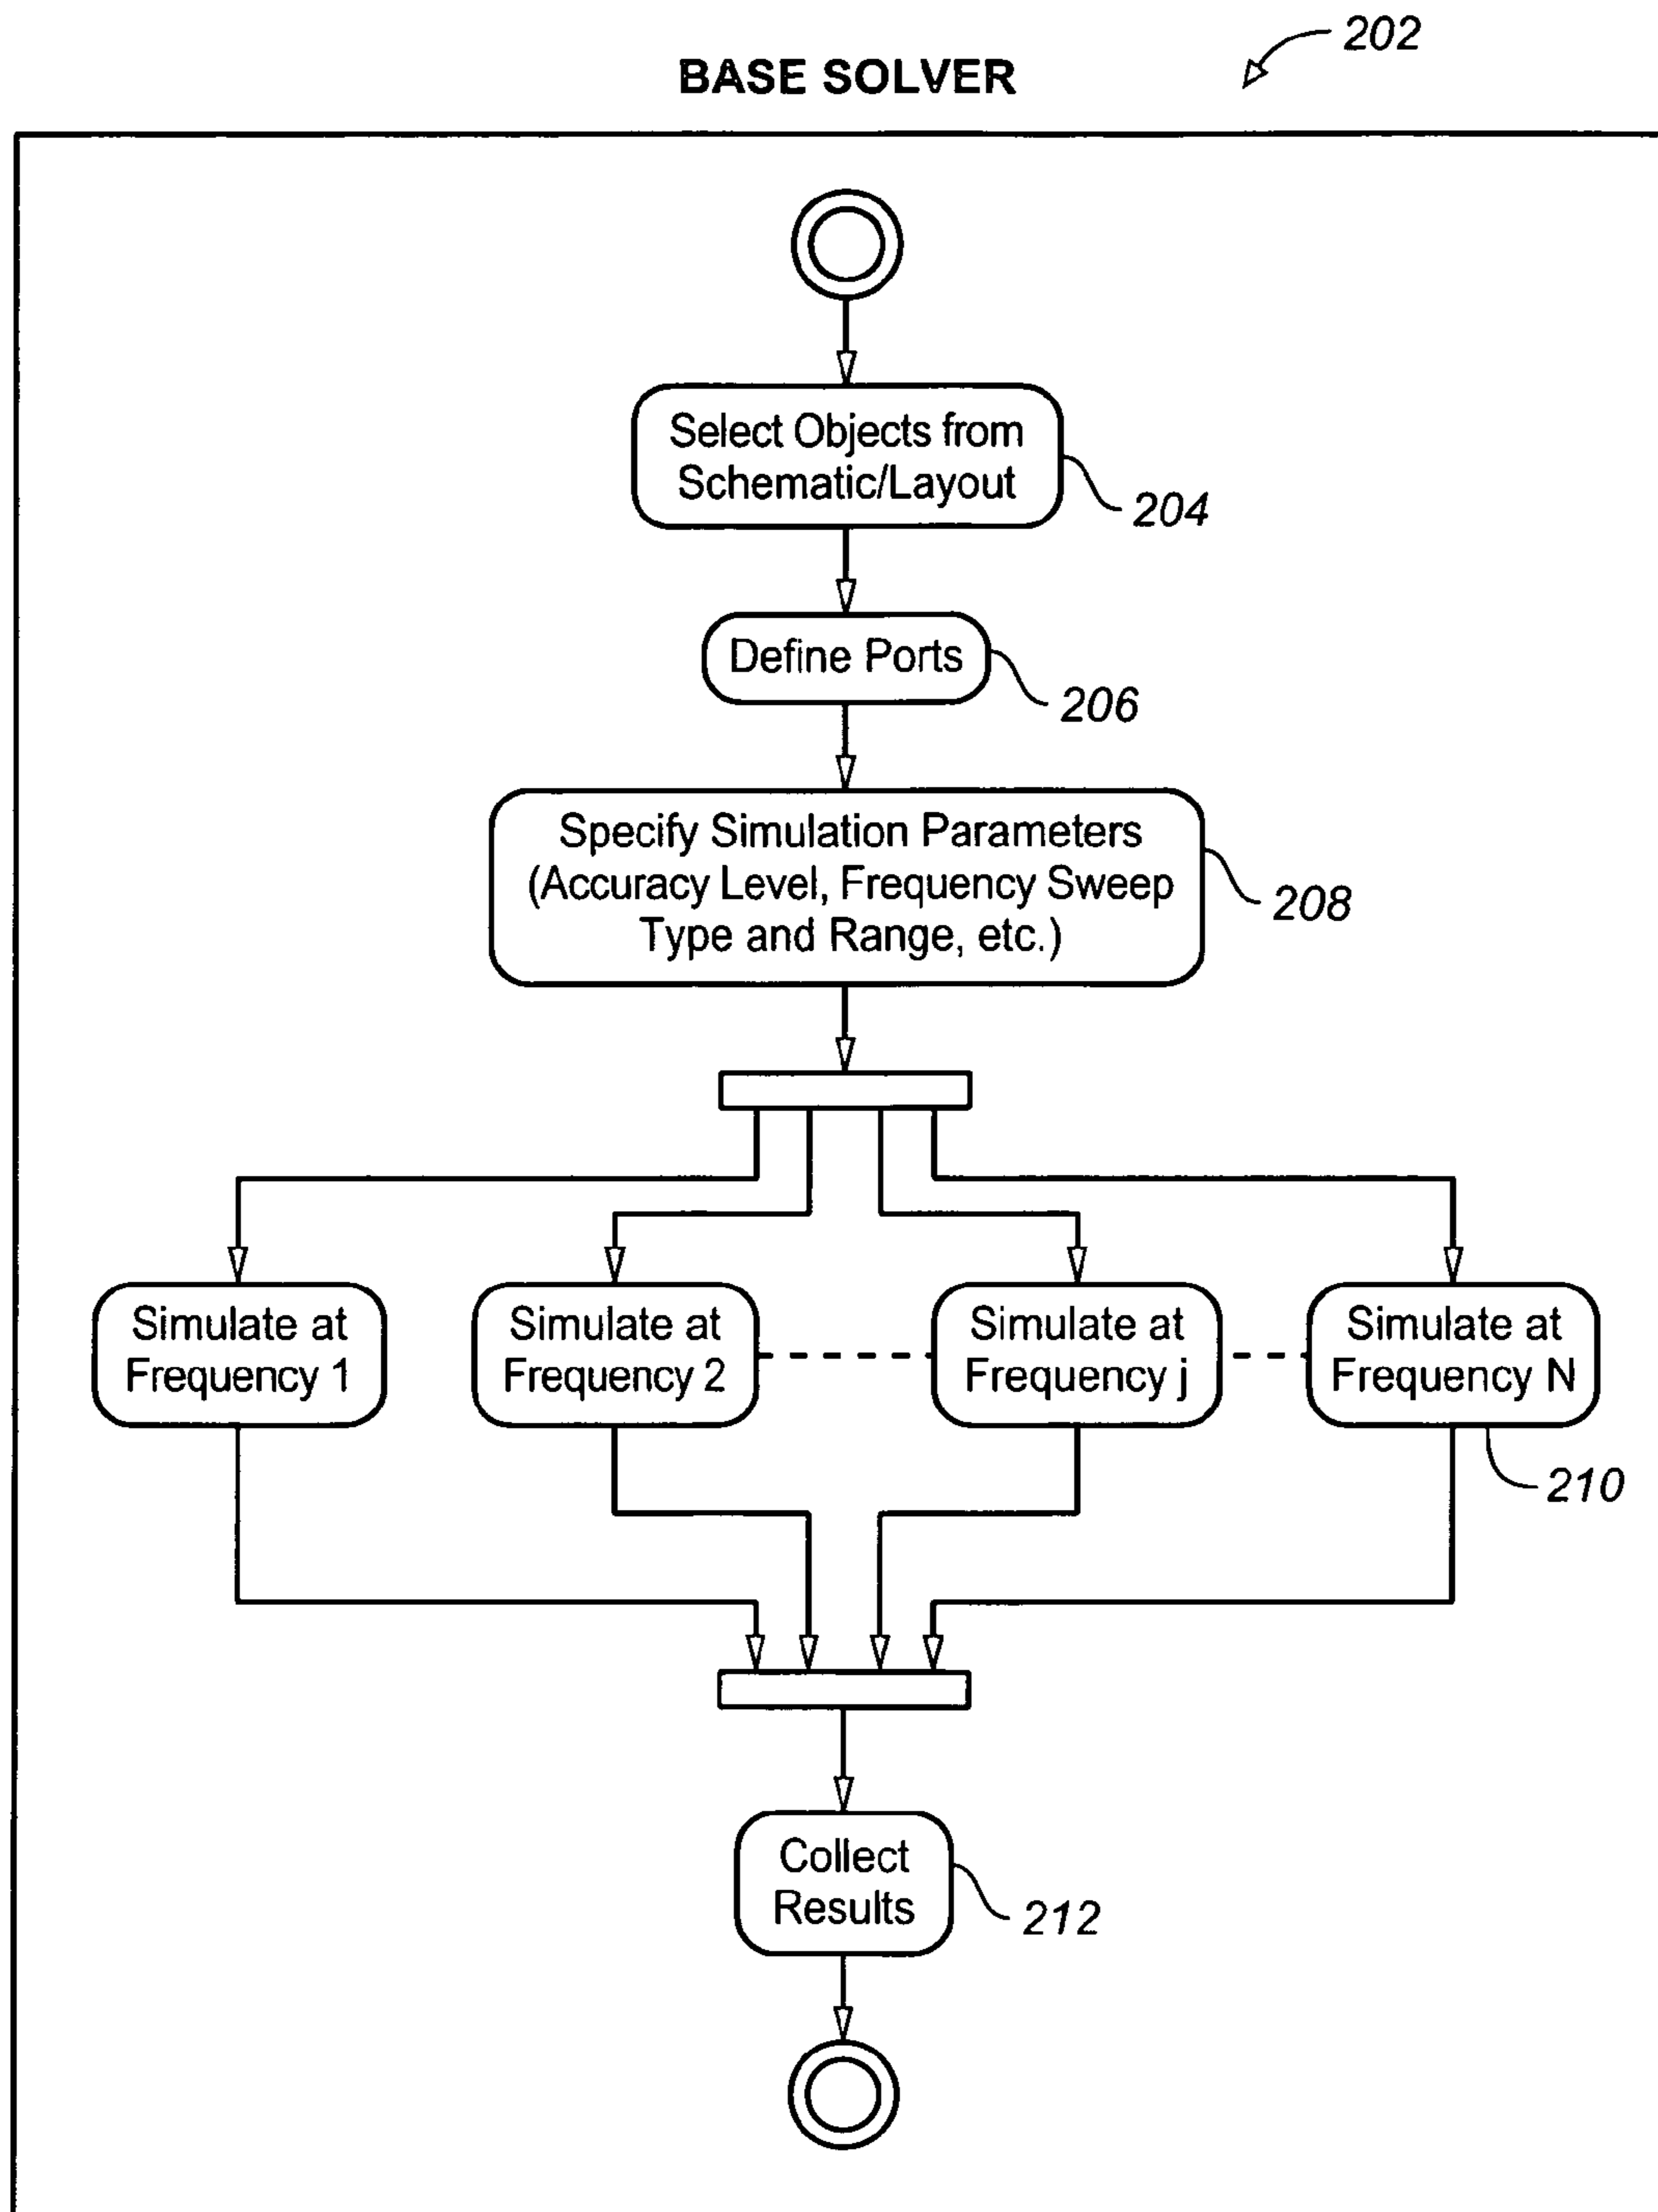 202
BASE SOLVER
Select Objects from
Schematic/Layout
204
Define Ports
206
Specify Simulation Parameters
(Accuracy Level, Frequency Sweep
Type and Range, etc.)
208
Simulate at
Frequency 1
Simulate at
Frequency 2
Simulate at
Frequency j
Simulate at
Frequency N
210
Collect
Results
212